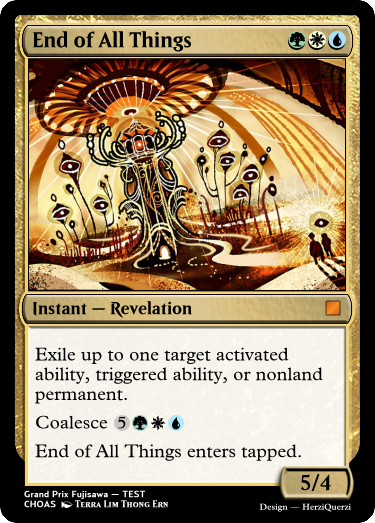 End of All Things
Instant — Revelation
Exile up to one target activated
ability, triggered ability, or nonland
permanent.
Coalesce 5
End of All Things enters tapped.
5/4
Grand Prix Fujisawa — TEST
CHOAS Terra Lim Thong Ern
Design — HerziQuerzi